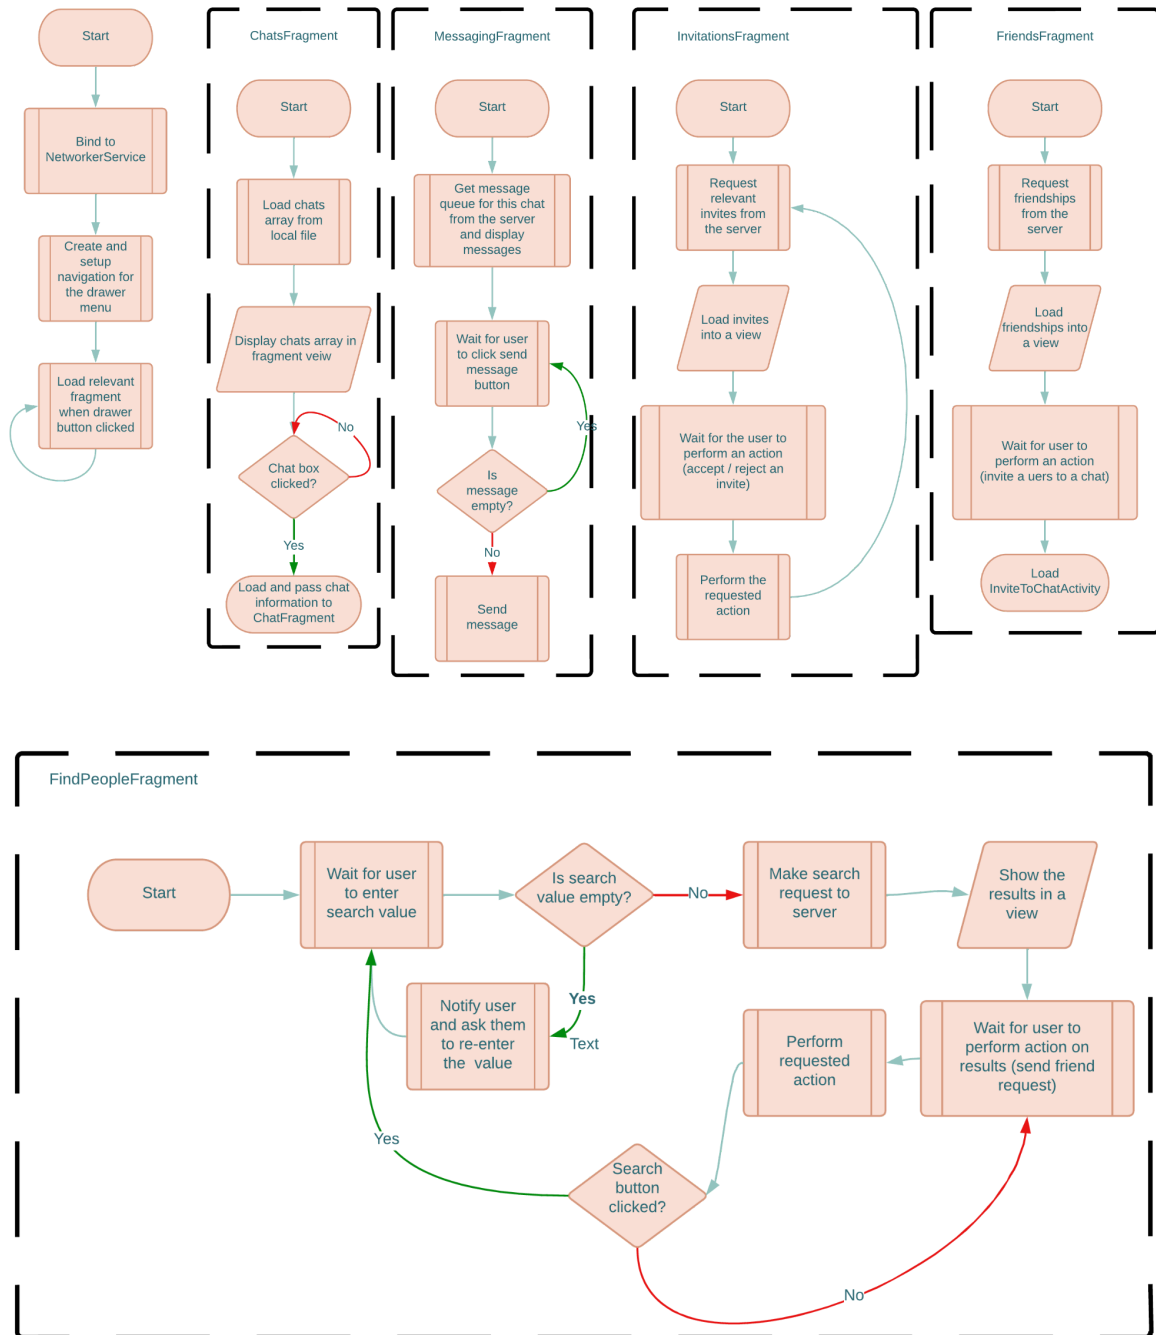 Start
Bind to
NetworkerService
Create and
setup
navigation for
the drawer
menu
Load relevant
fragment
when drawer
button clicked
ChatsFragment
Start
Load chats
array from
local file
Display chats array in
fragment veiw
Chat box
clicked?
No
Yes
Load and pass chat
information to
ChatFragment
MessagingFragment
Start
Get message
queue for this chat
from the server
and display
messages
Wait for user
to click send
message
button
Yes
Is
message
empty?
No
Send
message
InvitationsFragment
Start
Request
relevant
invites from
the server
Load invites
into a view
Wait for the user to
perform an action
(accept / reject an
invite)
Perform the
requested
action
FriendsFragment
Start
Request
friendships
from the
server
Load
friendships into
a view
Wait for user to
perform an action
(invite a uers to a chat)
Load
InviteToChatActivity
FindPeopleFragment
Start
Wait for user
to enter
search value
Is search
value empty?
No
Make search
request to
server
Show the
results in a
view
Yes
Text
Notify user
and ask them
to re-enter
the value
Perform
requested
action
Wait for user to
perform action on
results (send friend
request)
Yes
Search
button
clicked?
No